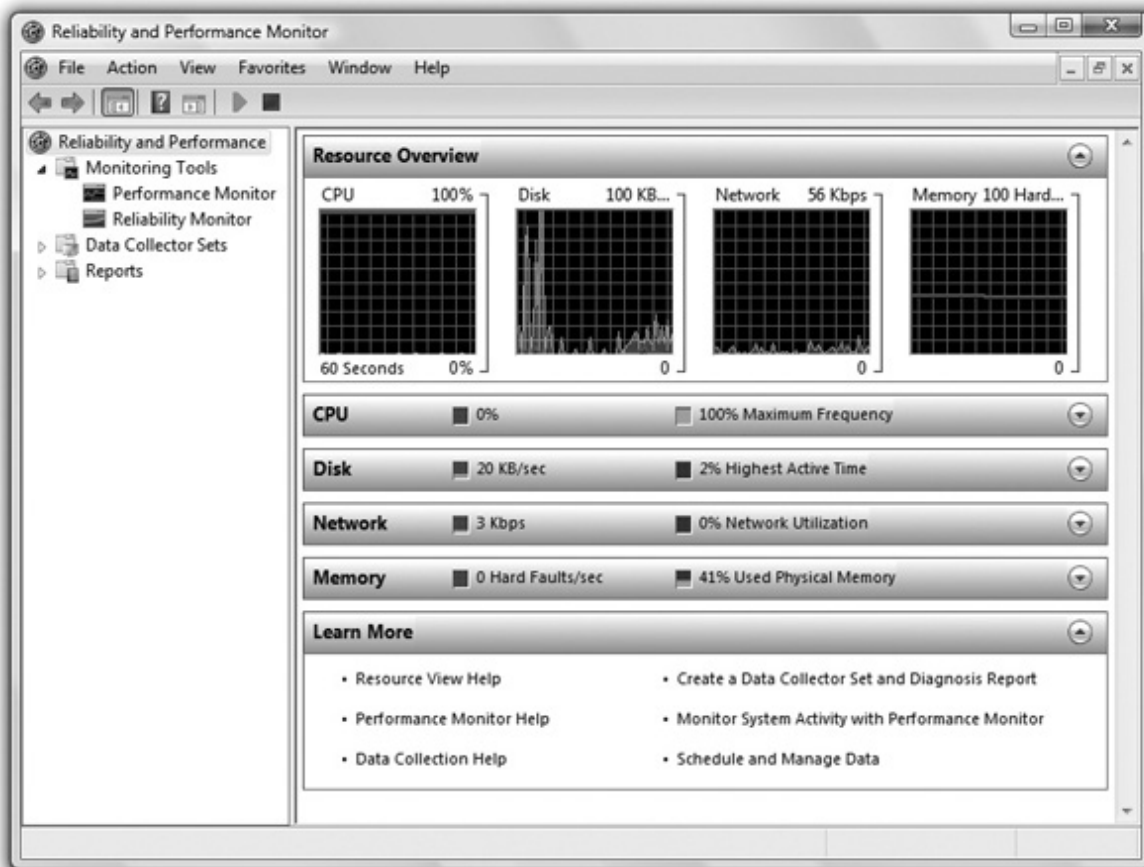 Reliability and Performance Monitor
File Action View Favorites Window Help
Reliability and Performance
Monitoring Tools
Performance Monitor
Reliability Monitor
Data Collector Sets
Reports
Resource Overview
CPU 100% Disk 100 KB... Network 56 Kbps Memory 100 Hard...
60 Seconds 0% 0 0 0
CPU 0% 100% Maximum Frequency
Disk 20 KB/sec 2% Highest Active Time
Network 3 Kbps 0% Network Utilization
Memory 0 Hard Faults/sec 41% Used Physical Memory
Learn More
• Resource View Help • Create a Data Collector Set and Diagnosis Report
• Performance Monitor Help • Monitor System Activity with Performance Monitor
• Data Collection Help • Schedule and Manage Data